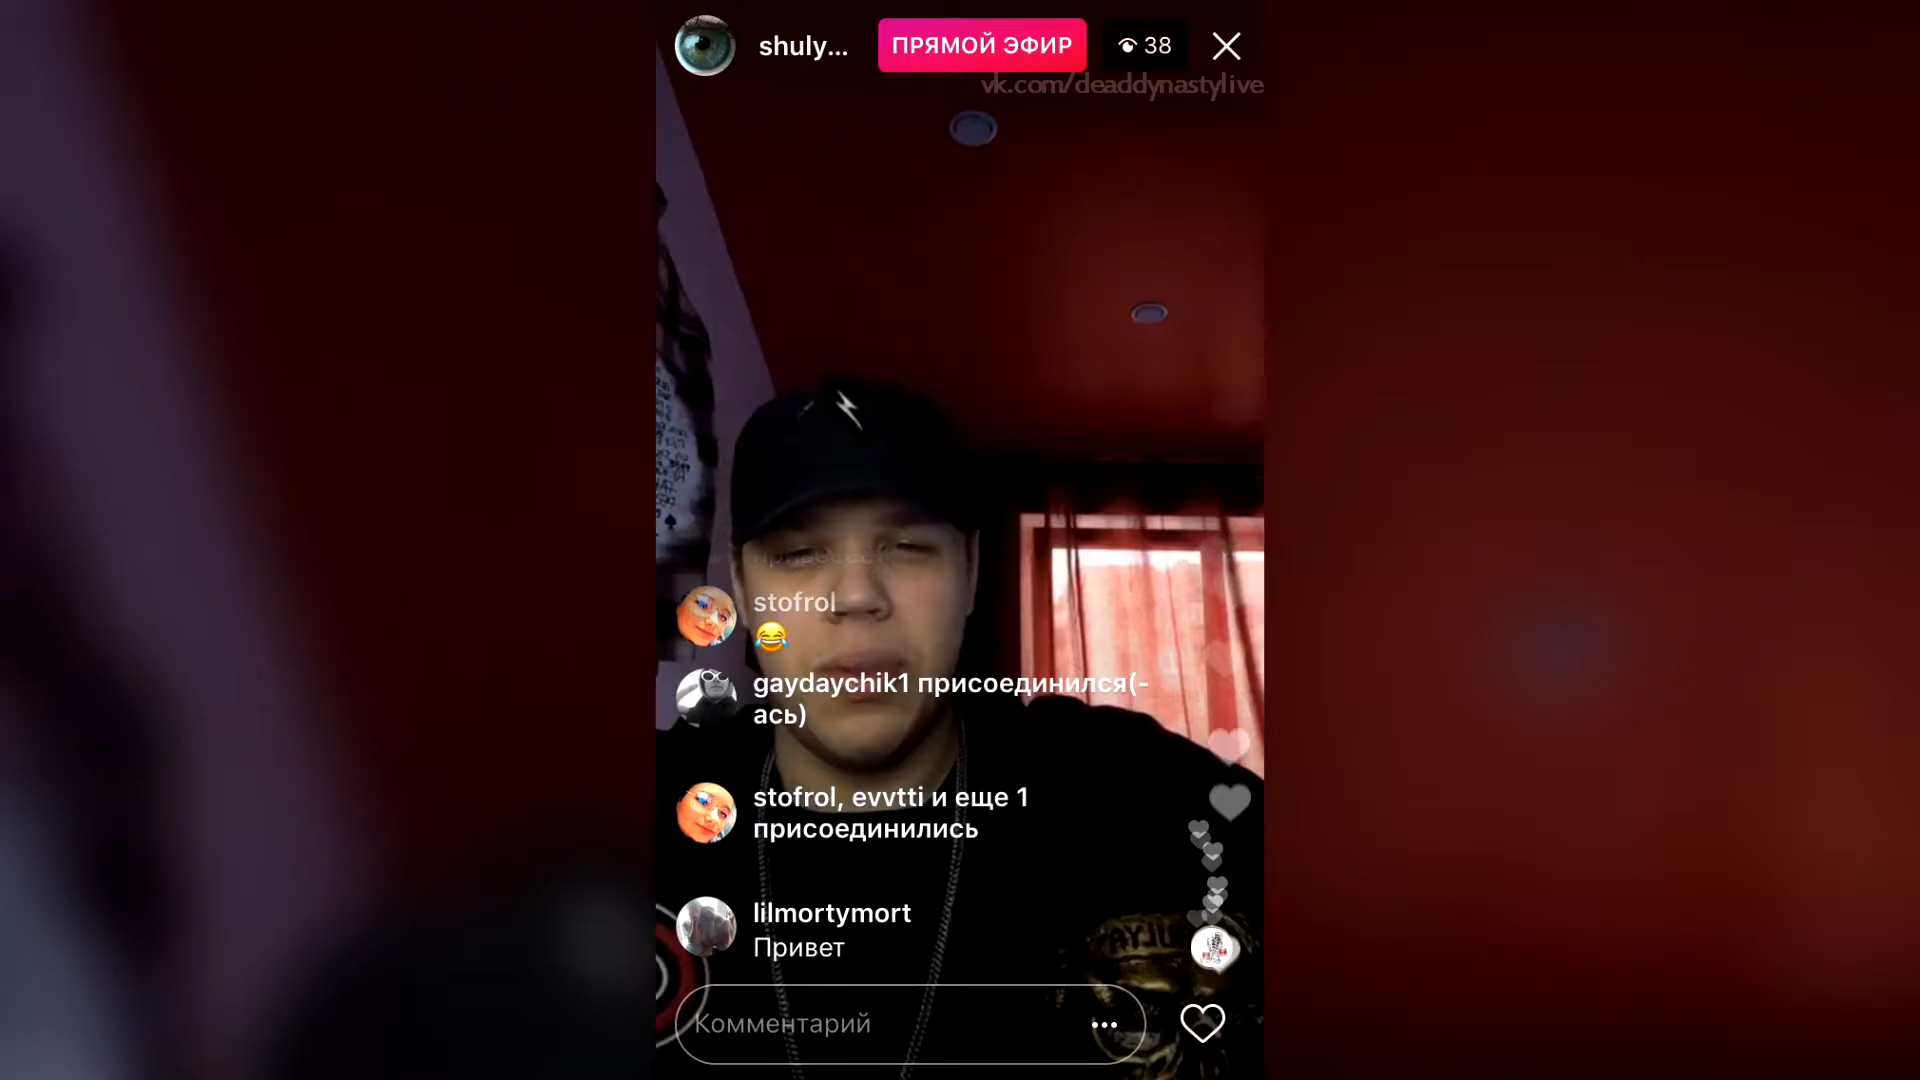 shuly...
ПРЯМОЙ ЭФИР
38
vk.com/deaddynastylive
stofrol
😂
gaydaychik1 присоединился(-
ась)
stofrol, evvtti и еще 1
присоединились
lilmortymort
Привет
Комментарий